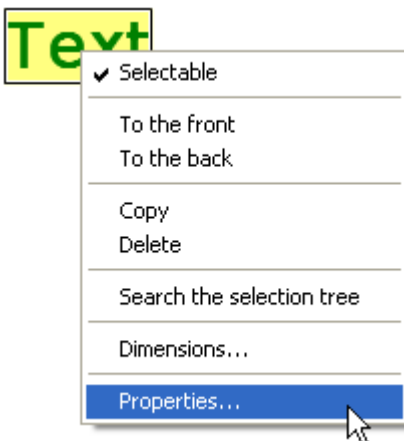 Text
Selectable
To the front
To the back
Copy
Delete
Search the selection tree
Dimensions...
Properties...